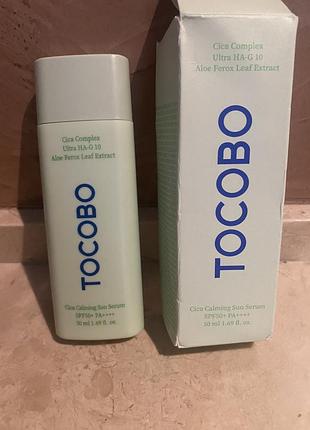 Cica Complex
Ultra HA-G 10
Aloe Ferox Leaf Extract
TOCOBO
Cica Calming Sun Serum
SPF50+ PA++++
50 ml 1.69 fl. oz.
Cica Complex
Ultra HA-G 10
Aloe Ferox Leaf Extract
TOCOBO
Cica Calming Sun Serum
SPF50+ PA++++
50 ml 1.69 fl. oz.